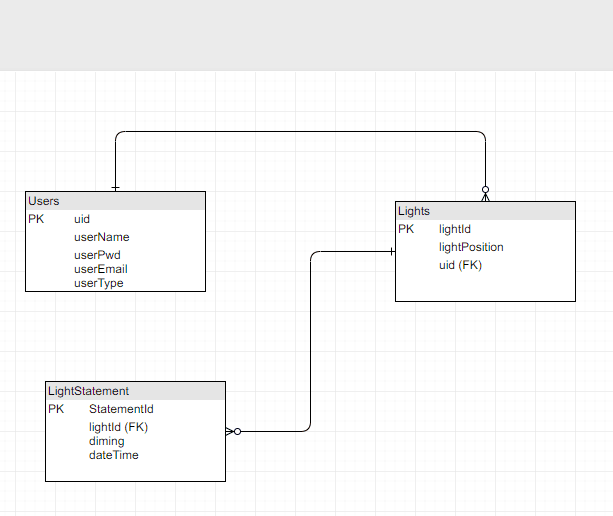 Users
PK uid
userName
userPwd
userEmail
userType
Lights
PK lightId
lightPosition
uid (FK)
LightStatement
PK StatementId
lightId (FK)
diming
dateTime